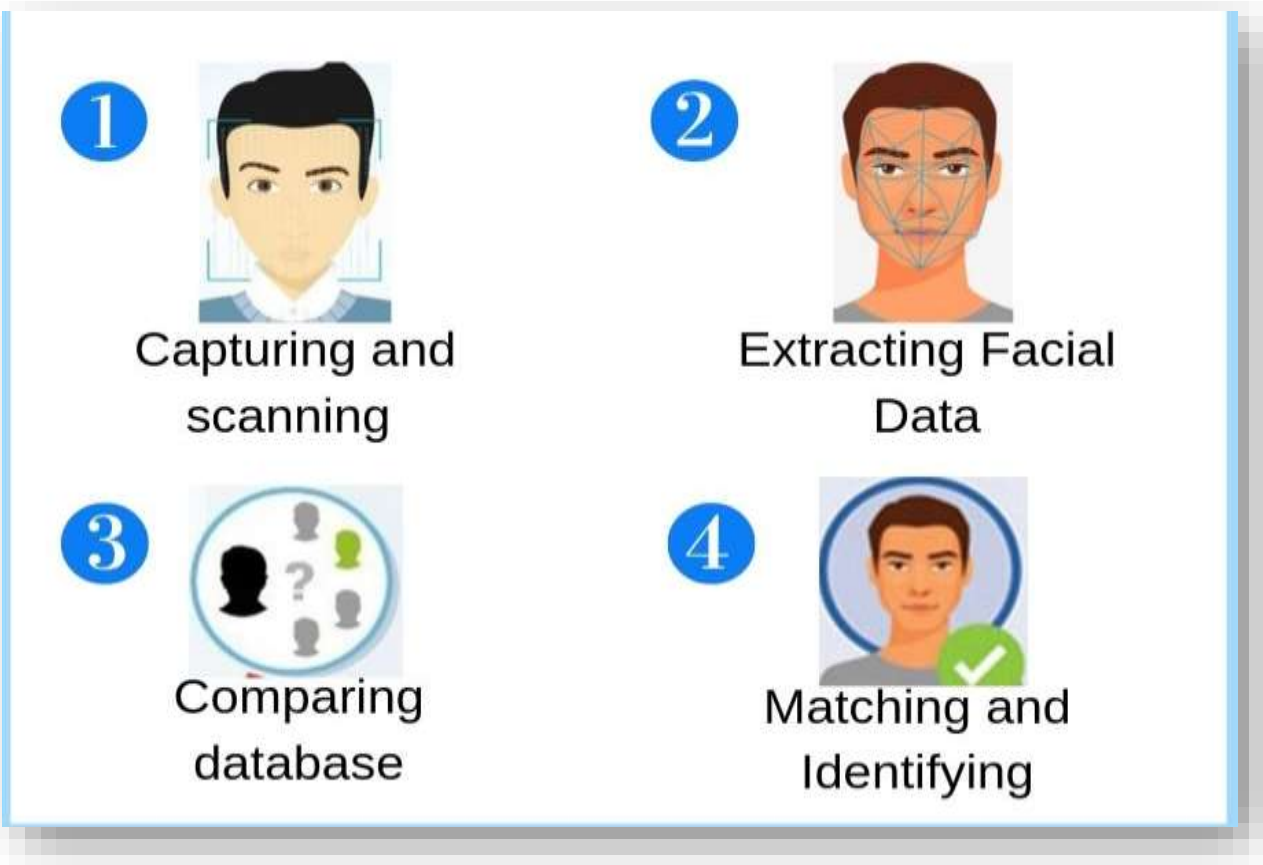 1
Capturing and
scanning
2
Extracting Facial
Data
3
?
Comparing
database
4
Matching and
Identifying